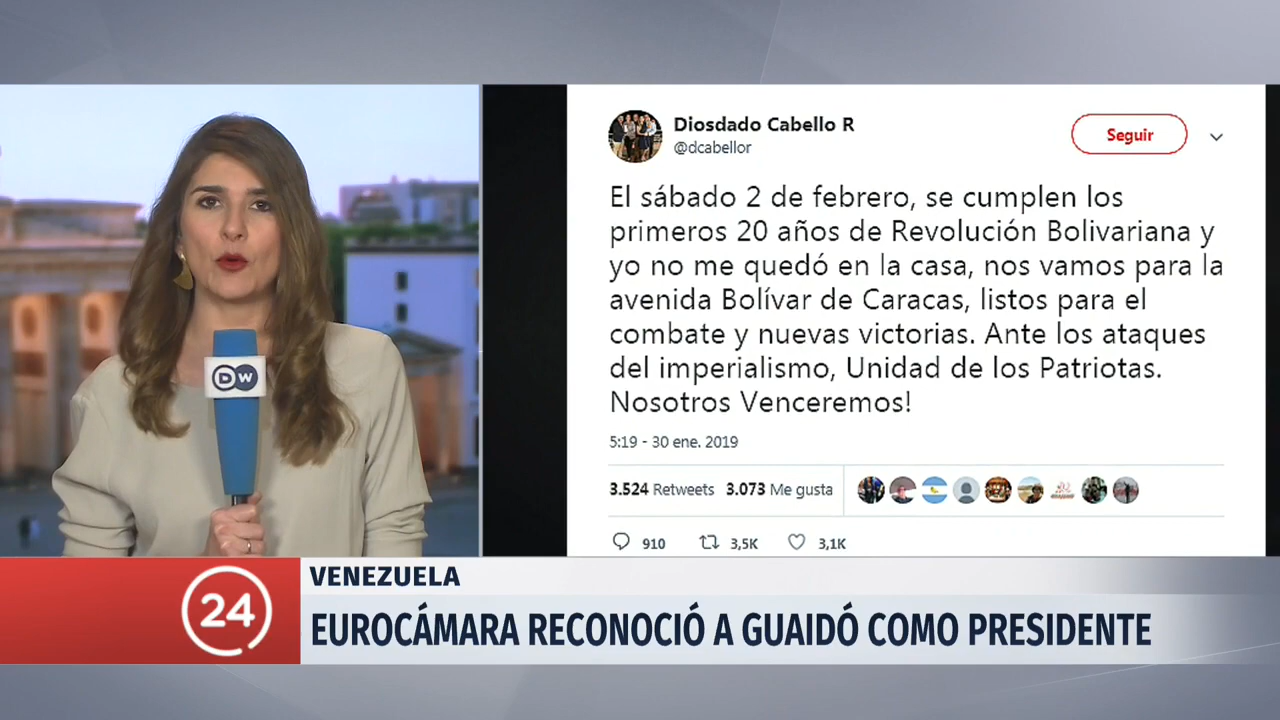 Diosdado Cabello R
@dcabellor
Seguir
El sábado 2 de febrero, se cumplen los
primeros 20 años de Revolución Bolivariana y
yo no me quedó en la casa, nos vamos para la
avenida Bolívar de Caracas, listos para el
combate y nuevas victorias. Ante los ataques
del imperialismo, Unidad de los Patriotas.
Nosotros Venceremos!
5:19 - 30 ene. 2019
3.524 Retweets 3.073 Me gusta
910 3,5K 3,1K
DW
24
VENEZUELA
EUROCÁMARA RECONOCIÓ A GUAIDÓ COMO PRESIDENTE